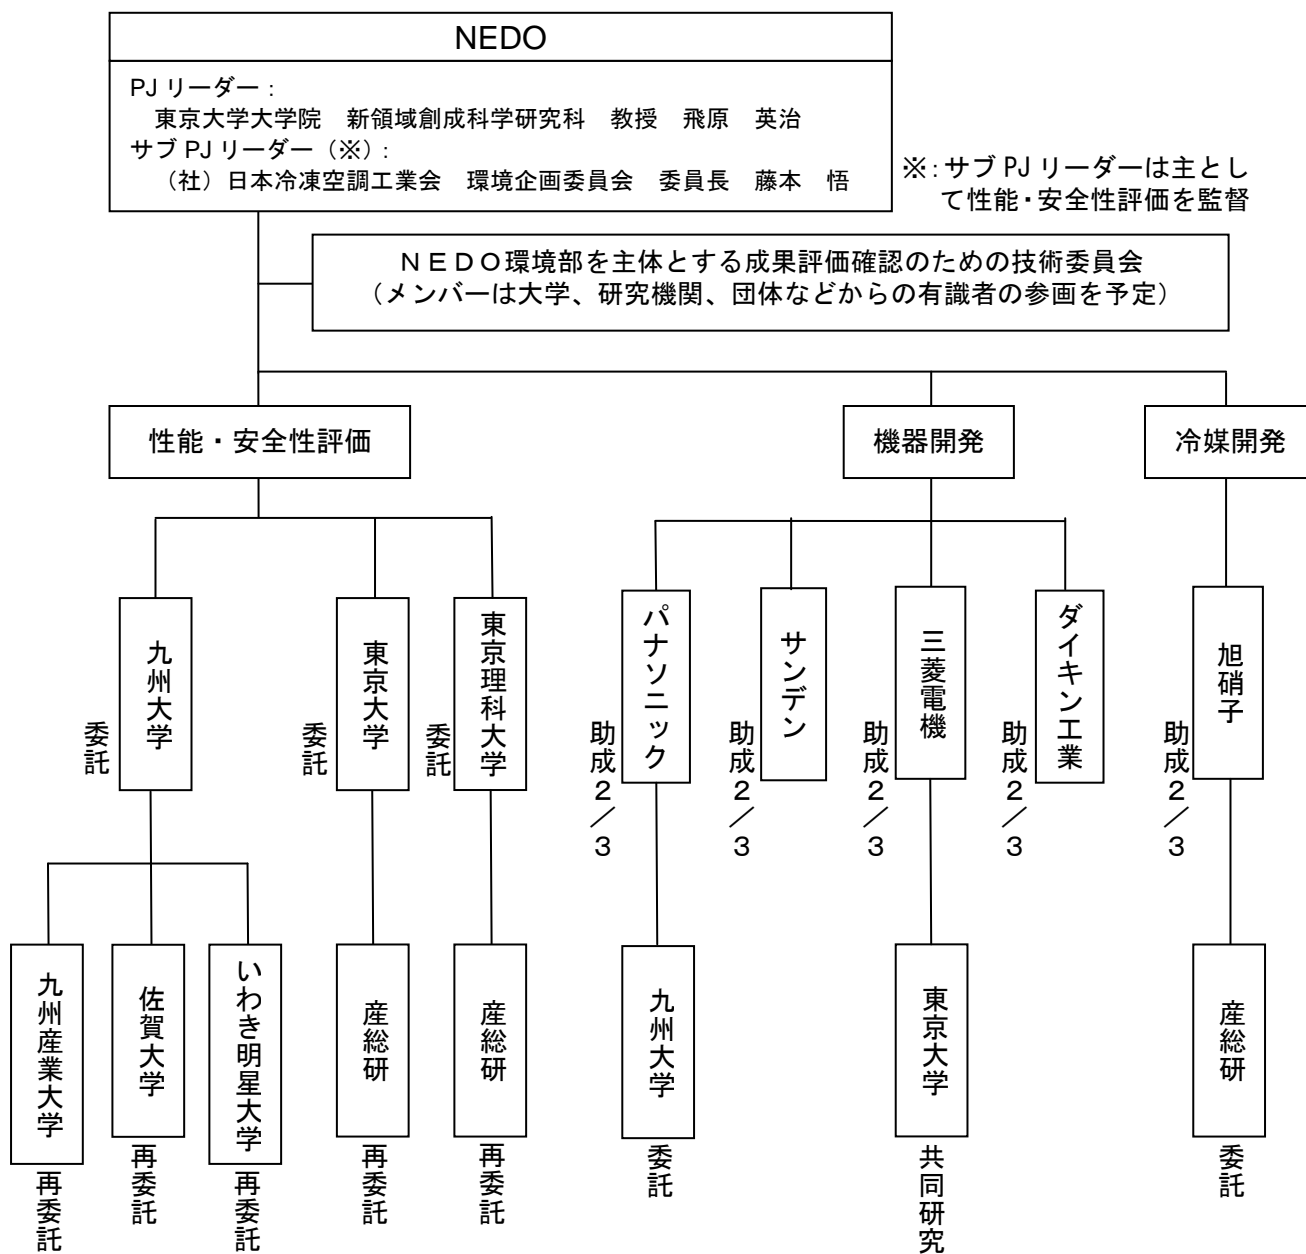 NEDO
PJ リーダー：
東京大学大学院　新領域創成科学研究科　教授　飛原　英治
サブ PJ リーダー（※）：
（社）日本冷凍空調工業会　環境企画委員会　委員長　藤本　悟
※：サブ PJ リーダーは主とし
て性能・安全性評価を監督
ＮＥＤＯ環境部を主体とする成果評価確認のための技術委員会
（メンバーは大学、研究機関、団体などからの有識者の参画を予定）
性能・安全性評価
機器開発
冷媒開発
九州大学
委託
東京大学
委託
東京理科大学
委託
パナソニック
助成２／３
サンデン
助成２／３
三菱電機
助成２／３
ダイキン工業
助成２／３
旭硝子
助成２／３
九州産業大学
再委託
佐賀大学
再委託
いわき明星大学
再委託
産総研
再委託
産総研
再委託
九州大学
委託
東京大学
共同研究
産総研
委託